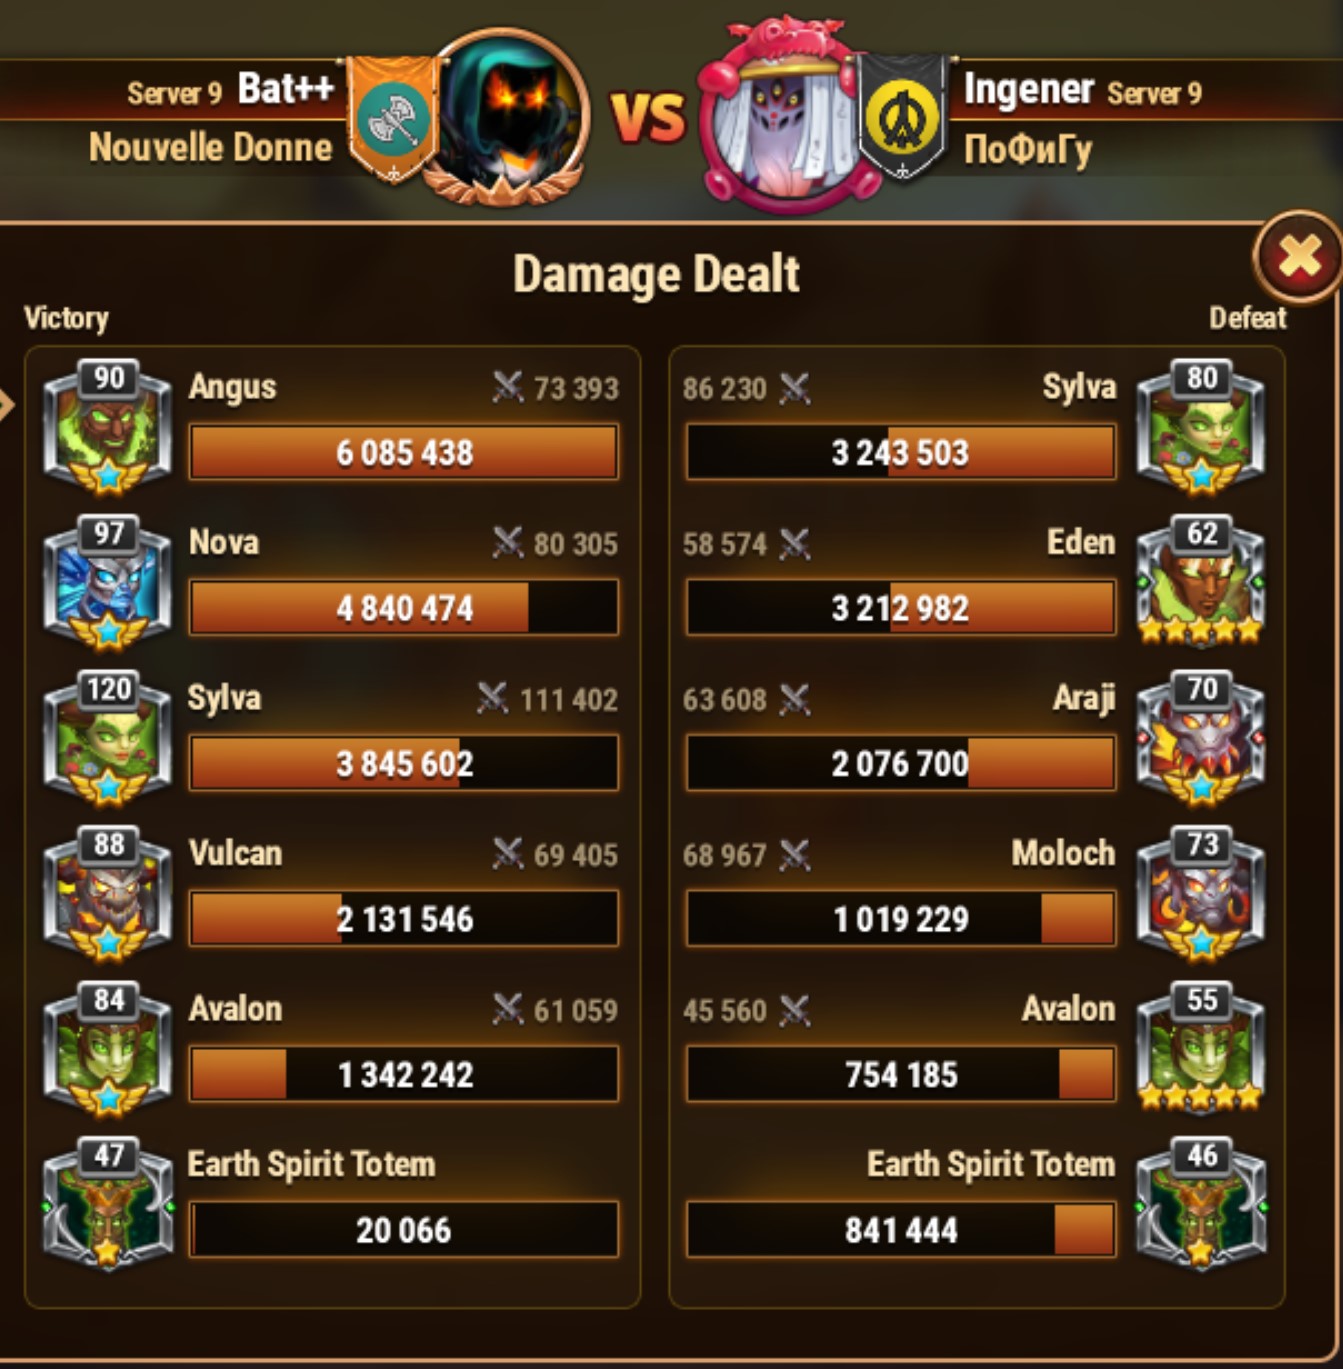 Server 9 Bat++
Nouvelle Donne
VS
Ingener Server 9
ПоФиГу
Damage Dealt
Victory
Defeat
90
Angus 73 393
6 085 438
97
Nova 80 305
4 840 474
120
Sylva 111 402
3 845 602
88
Vulcan 69 405
2 131 546
84
Avalon 61 059
1 342 242
47
Earth Spirit Totem
20 066
86 230 Sylva
80
3 243 503
58 574 Eden
62
3 212 982
63 608 Araji
70
2 076 700
68 967 Moloch
73
1 019 229
45 560 Avalon
55
754 185
Earth Spirit Totem
46
841 444